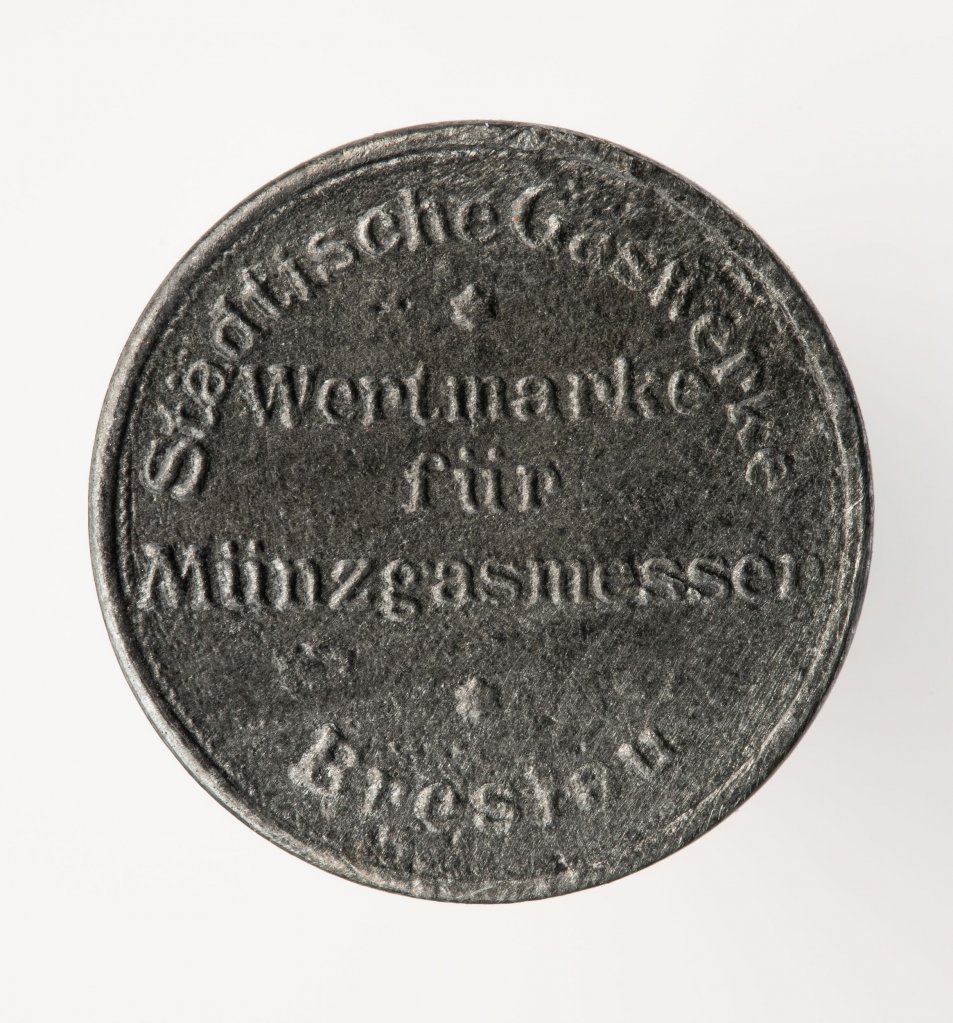 Städtische Gaswerke
Wertmarke
für
Münzgasmesser
Breslau